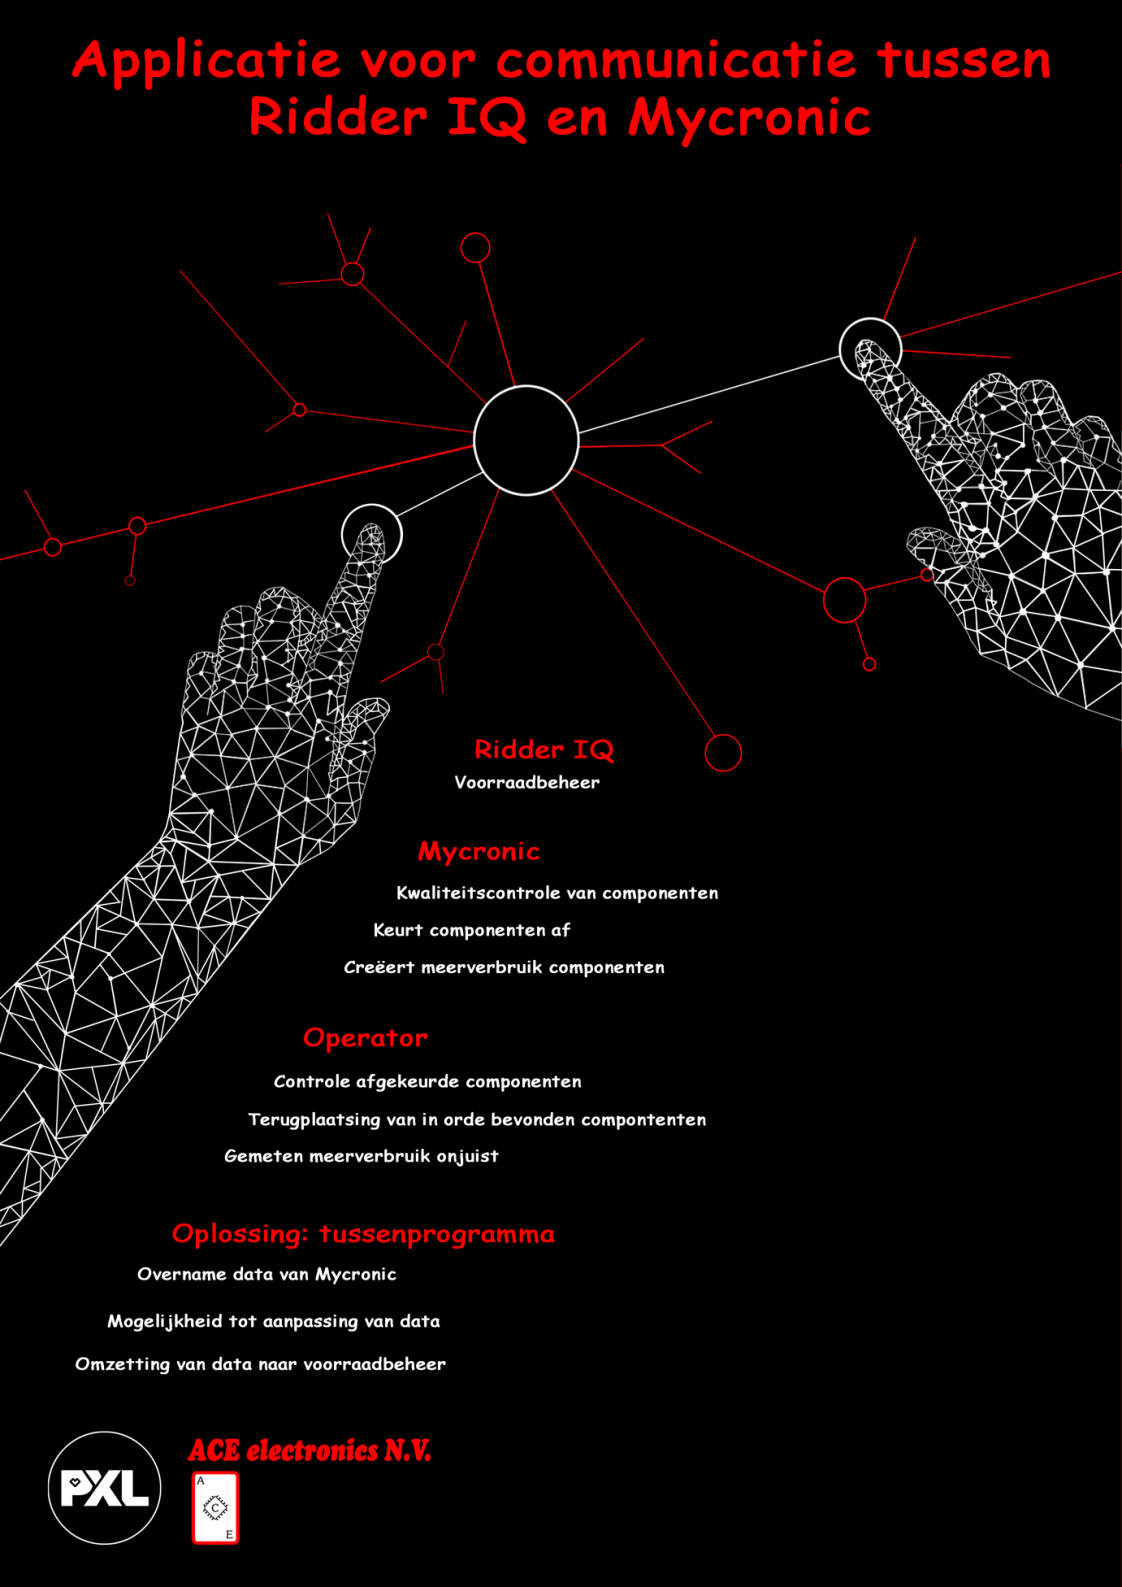 Applicatie voor communicatie tussen
Ridder IQ en Mycronic
Ridder IQ
Voorraadbeheer
Mycronic
Kwaliteitscontrole van componenten
Keurt componenten af
Creëert meerverbruik componenten
Operator
Controle afgekeurde componenten
Terugplaatsing van in orde bevonden compontenten
Gemeten meerverbruik onjuist
Oplossing: tussenprogramma
Overname data van Mycronic
Mogelijkheid tot aanpassing van data
Omzetting van data naar voorraadbeheer
PXL
ACE electronics N.V.
A
C
E